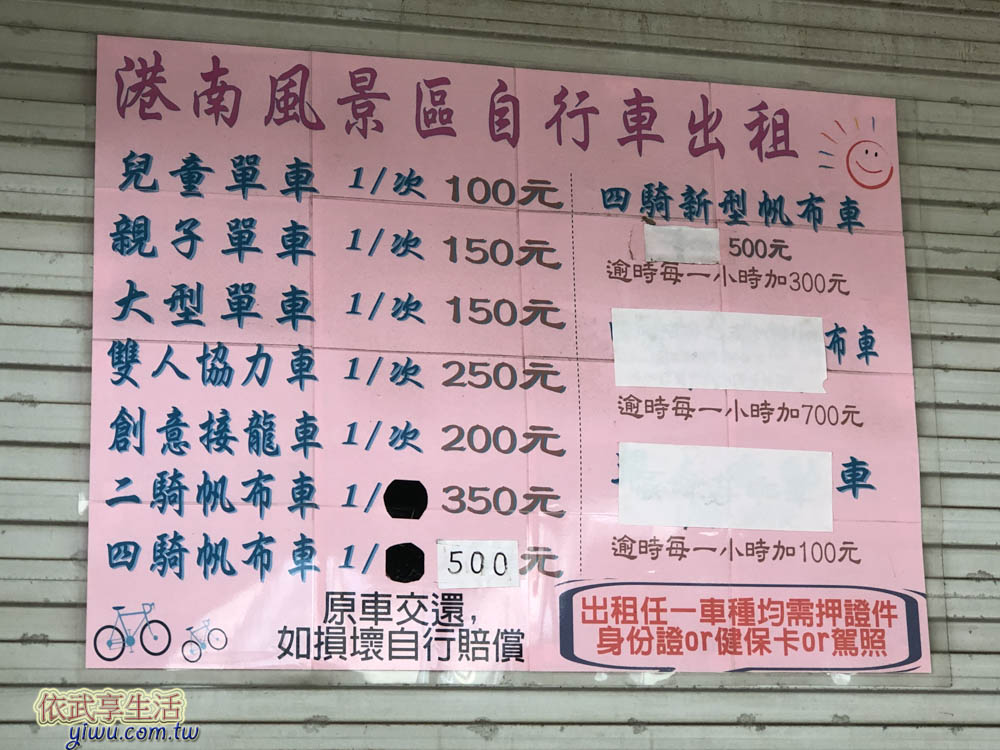 港南風景區自行車出租
兒童單車 1/次 100元
親子單車 1/次 150元
大型單車 1/次 150元
雙人協力車 1/次 250元
創意接龍車 1/次 200元
二騎帆布車 1/ 350元
四騎帆布車 1/ 500元
原車交還,
如損壞自行賠償
四騎新型帆布車
500元
逾時每一小時加300元
布車
逾時每一小時加700元
車
逾時每一小時加100元
出租任一車種均需押證件
身份證or健保卡or駕照
依武享生活
yiwu.com.tw